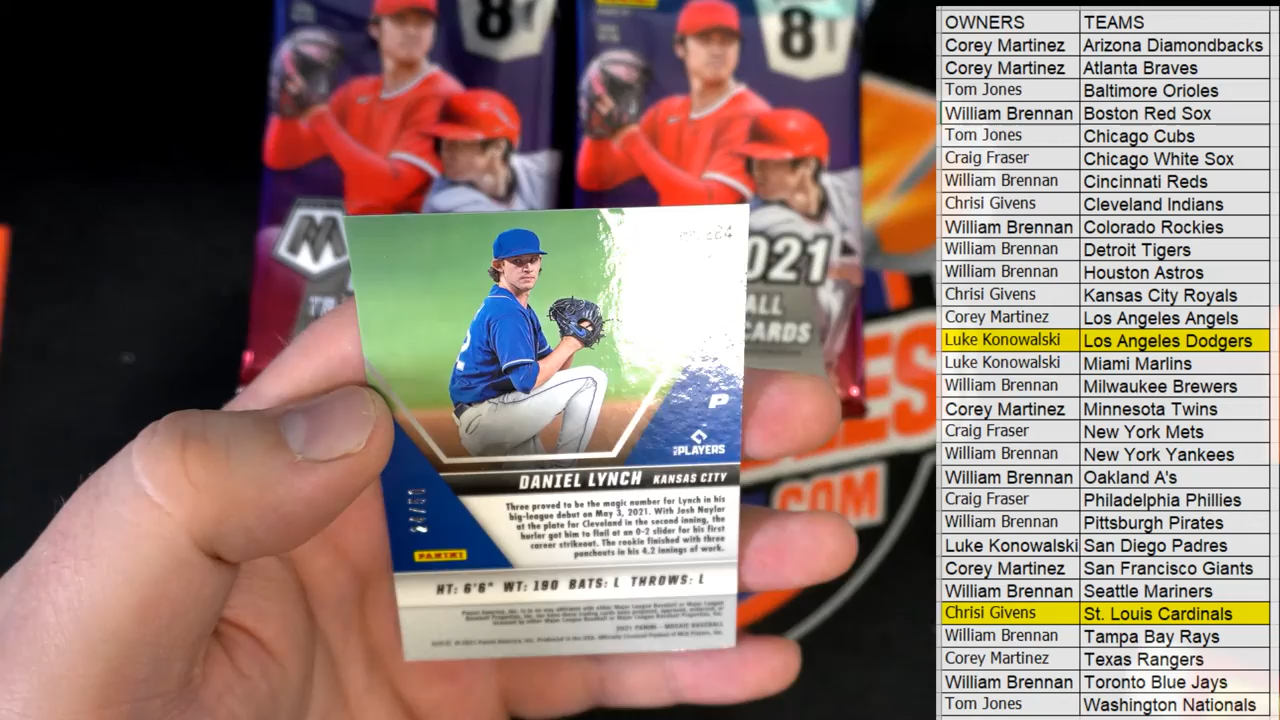 8
8
2021
CARDS
P
PLAYERS
DANIEL LYNCH KANSAS CITY
Three proved to be the magic number for Lynch in his
big-league debut on May 3, 2021. With Josh Naylor
at the plate for Cleveland in the second inning, the
hurler got him to flail at an 0-2 slider for his first
career strikeout. The rookie finished with three
punchouts in his 4.2 innings of work.
PANINI
HT: 6'6" WT: 190 BATS: L THROWS: L
2021 PANINI - MOSAIC BASEBALL
COM
OWNERS TEAMS
Corey Martinez Arizona Diamondbacks
Corey Martinez Atlanta Braves
Tom Jones Baltimore Orioles
William Brennan Boston Red Sox
Tom Jones Chicago Cubs
Craig Fraser Chicago White Sox
William Brennan Cincinnati Reds
Chrisi Givens Cleveland Indians
William Brennan Colorado Rockies
William Brennan Detroit Tigers
William Brennan Houston Astros
Chrisi Givens Kansas City Royals
Corey Martinez Los Angeles Angels
Luke Konowalski Los Angeles Dodgers
Luke Konowalski Miami Marlins
William Brennan Milwaukee Brewers
Corey Martinez Minnesota Twins
Craig Fraser New York Mets
William Brennan New York Yankees
William Brennan Oakland A's
Craig Fraser Philadelphia Phillies
William Brennan Pittsburgh Pirates
Luke Konowalski San Diego Padres
Corey Martinez San Francisco Giants
William Brennan Seattle Mariners
Chrisi Givens St. Louis Cardinals
William Brennan Tampa Bay Rays
Corey Martinez Texas Rangers
William Brennan Toronto Blue Jays
Tom Jones Washington Nationals